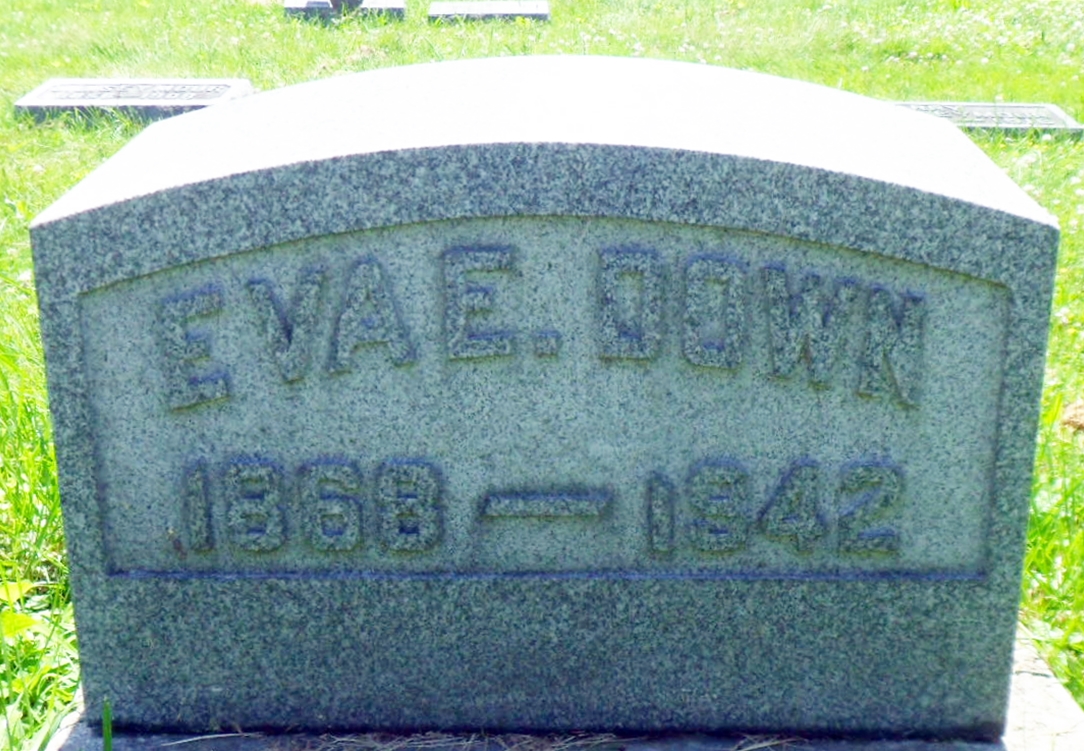 EVA E. DOWN
1868 — 1942